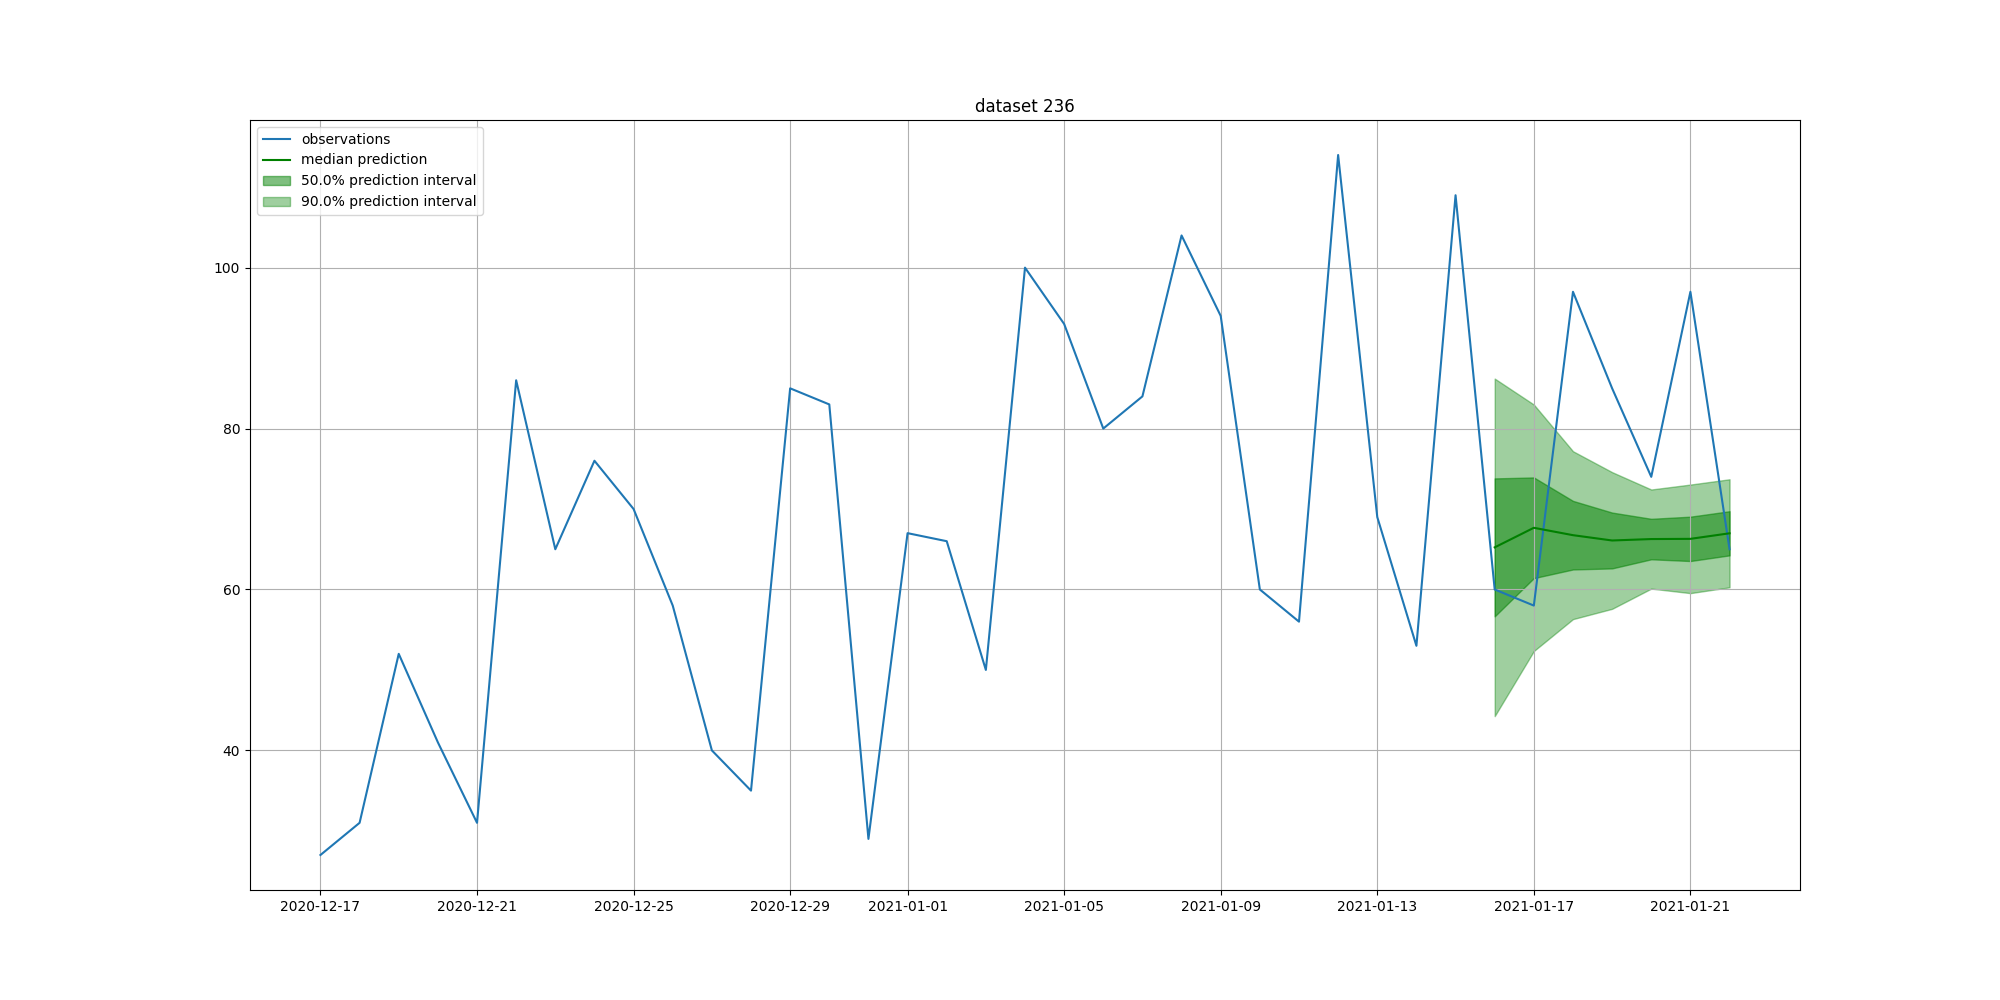 dataset 236
observations
median prediction
50.0% prediction interval
90.0% prediction interval
100
80
60
40
2020-12-17 2020-12-21 2020-12-25 2020-12-29 2021-01-01 2021-01-05 2021-01-09 2021-01-13 2021-01-17 2021-01-21